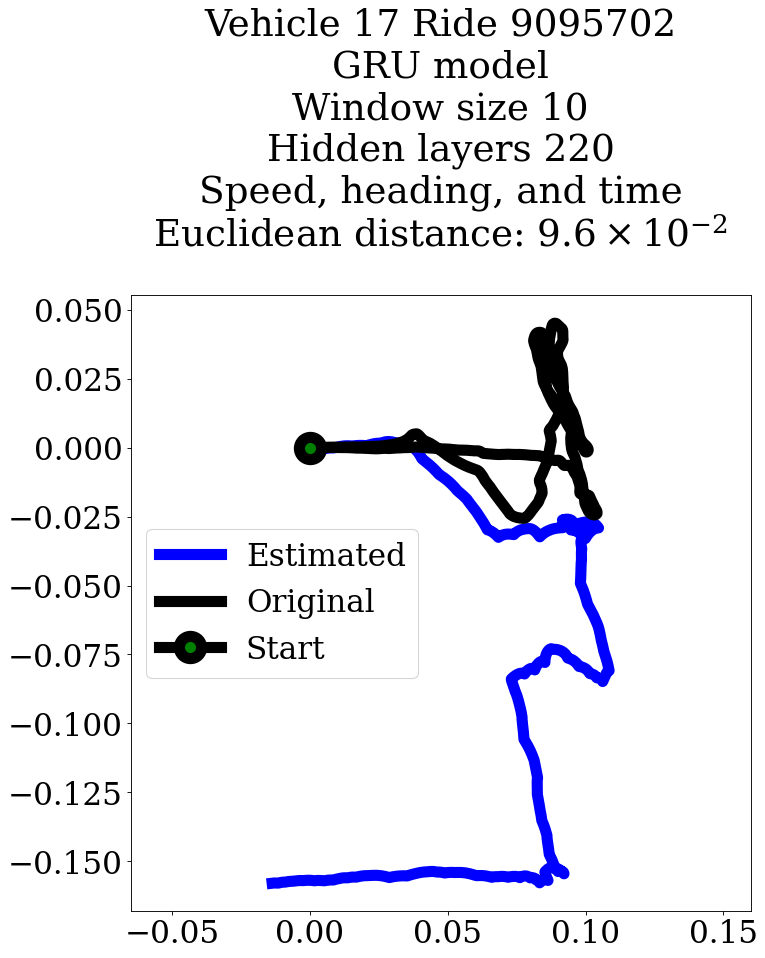 Vehicle 17 Ride 9095702
GRU model
Window size 10
Hidden layers 220
Speed, heading, and time
Euclidean distance: 9.6 × 10⁻²
0.050
0.025
0.000
−0.025
−0.050
−0.075
−0.100
−0.125
−0.150
Estimated
Original
Start
−0.05 0.00 0.05 0.10 0.15